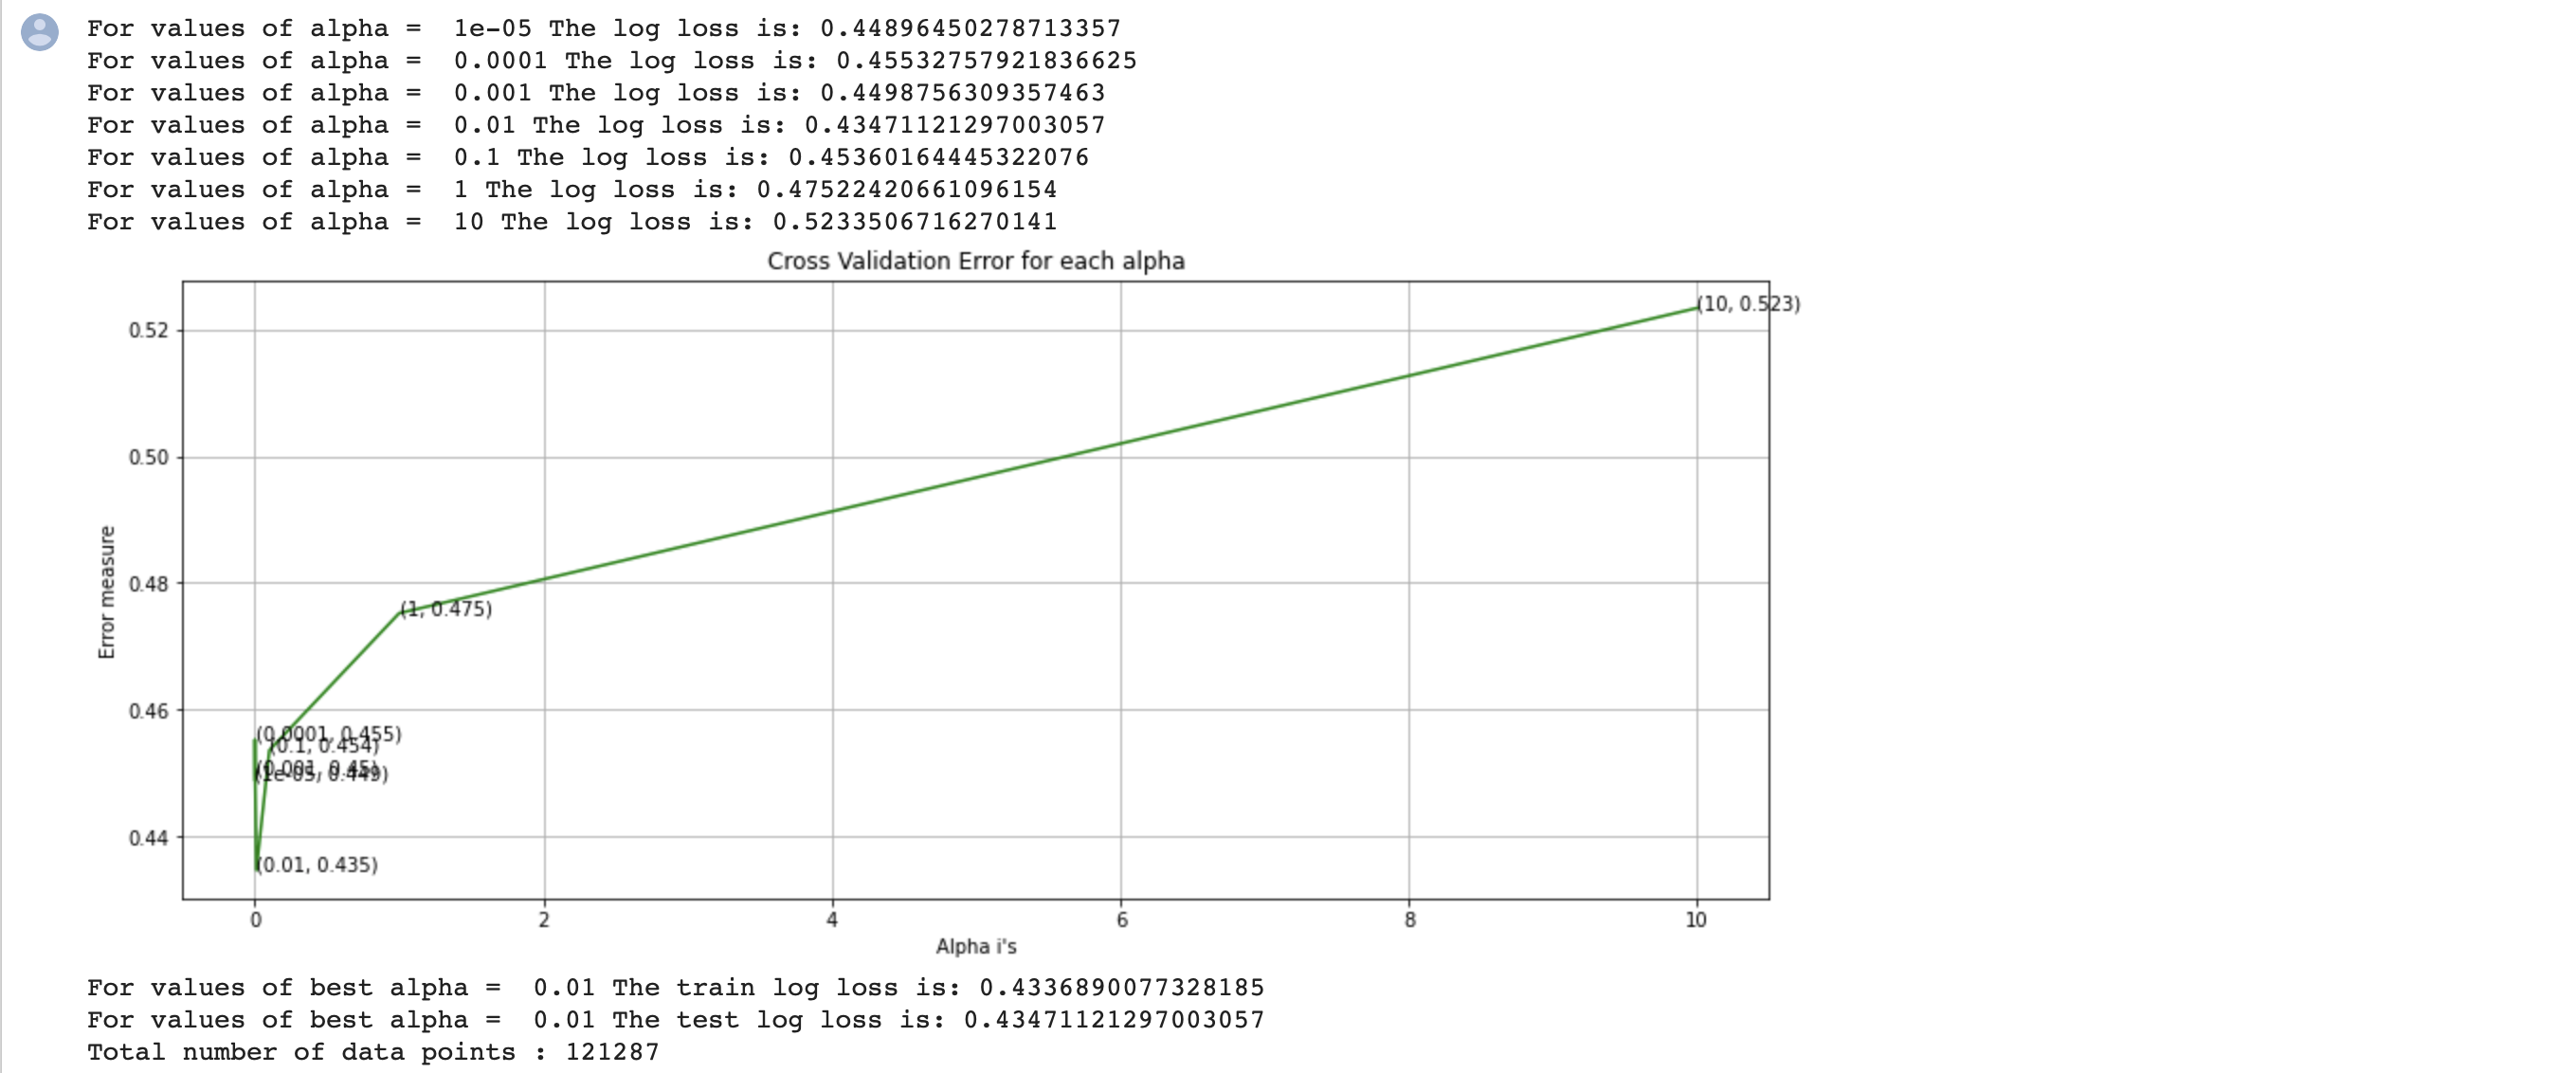 For values of alpha =  1e-05 The log loss is: 0.44896450278713357
For values of alpha =  0.0001 The log loss is: 0.45532757921836625
For values of alpha =  0.001 The log loss is: 0.4498756309357463
For values of alpha =  0.01 The log loss is: 0.43471121297003057
For values of alpha =  0.1 The log loss is: 0.45360164445322076
For values of alpha =  1 The log loss is: 0.47522420661096154
For values of alpha =  10 The log loss is: 0.5233506716270141
Cross Validation Error for each alpha
(10, 0.523)
0.52
0.50
0.48
(1, 0.475)
Error measure
0.46
(0.0001, 0.455)
(0.1, 0.454)
(0.001, 0.45)
(1e-05, 0.449)
0.44
(0.01, 0.435)
0 2 4 6 8 10
Alpha i's
For values of best alpha =  0.01 The train log loss is: 0.4336890077328185
For values of best alpha =  0.01 The test log loss is: 0.43471121297003057
Total number of data points : 121287